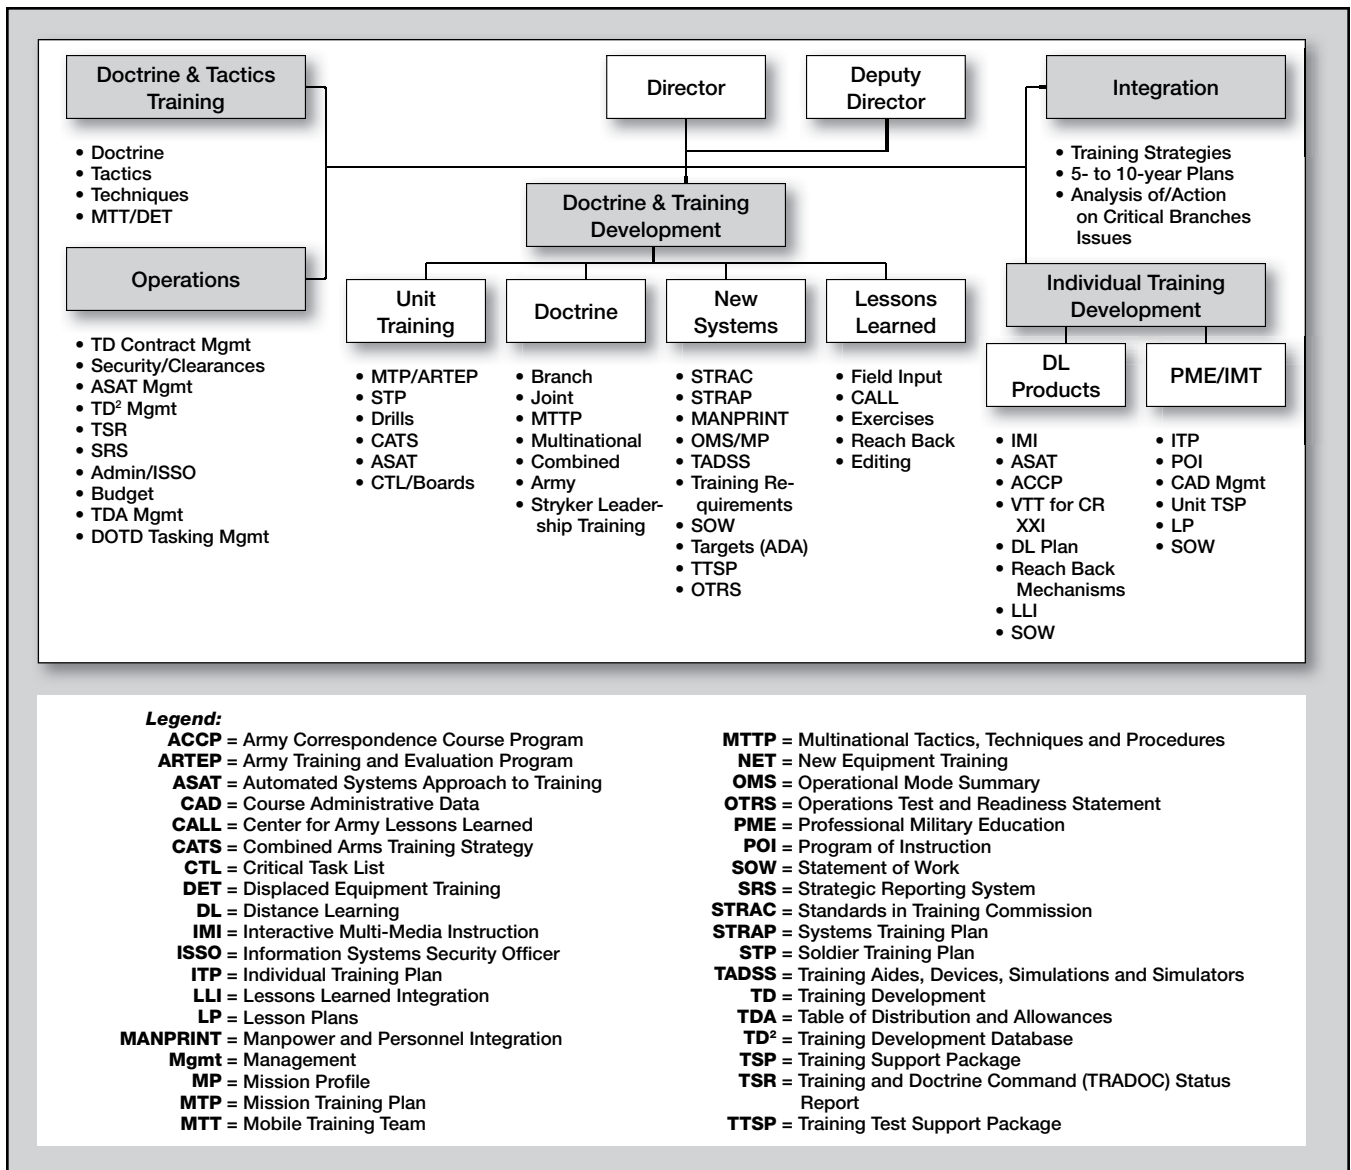 Doctrine & Tactics
Training
Director
Deputy
Director
Integration
• Doctrine
• Tactics
• Techniques
• MTT/DET
• Training Strategies
• 5- to 10-year Plans
• Analysis of/Action
on Critical Branches
Issues
Doctrine & Training
Development
Operations
• TD Contract Mgmt
• Security/Clearances
• ASAT Mgmt
• TD² Mgmt
• TSR
• SRS
• Admin/ISSO
• Budget
• TDA Mgmt
• DOTD Tasking Mgmt
Unit
Training
• MTP/ARTEP
• STP
• Drills
• CATS
• ASAT
• CTL/Boards
Doctrine
• Branch
• Joint
• MTTP
• Multinational
• Combined
• Army
• Stryker Leader-
ship Training
New
Systems
• STRAC
• STRAP
• MANPRINT
• OMS/MP
• TADSS
• Training Re-
quirements
• SOW
• Targets (ADA)
• TTSP
• OTRS
Lessons
Learned
• Field Input
• CALL
• Exercises
• Reach Back
• Editing
Individual Training
Development
DL
Products
• IMI
• ASAT
• ACCP
• VTT for CR
XXI
• DL Plan
• Reach Back
Mechanisms
• LLI
• SOW
PME/IMT
• ITP
• POI
• CAD Mgmt
• Unit TSP
• LP
• SOW
Legend:
ACCP = Army Correspondence Course Program
ARTEP = Army Training and Evaluation Program
ASAT = Automated Systems Approach to Training
CAD = Course Administrative Data
CALL = Center for Army Lessons Learned
CATS = Combined Arms Training Strategy
CTL = Critical Task List
DET = Displaced Equipment Training
DL = Distance Learning
IMI = Interactive Multi-Media Instruction
ISSO = Information Systems Security Officer
ITP = Individual Training Plan
LLI = Lessons Learned Integration
LP = Lesson Plans
MANPRINT = Manpower and Personnel Integration
Mgmt = Management
MP = Mission Profile
MTP = Mission Training Plan
MTT = Mobile Training Team
MTTP = Multinational Tactics, Techniques and Procedures
NET = New Equipment Training
OMS = Operational Mode Summary
OTRS = Operations Test and Readiness Statement
PME = Professional Military Education
POI = Program of Instruction
SOW = Statement of Work
SRS = Strategic Reporting System
STRAC = Standards in Training Commission
STRAP = Systems Training Plan
STP = Soldier Training Plan
TADSS = Training Aides, Devices, Simulations and Simulators
TD = Training Development
TDA = Table of Distribution and Allowances
TD² = Training Development Database
TSP = Training Support Package
TSR = Training and Doctrine Command (TRADOC) Status
Report
TTSP = Training Test Support Package